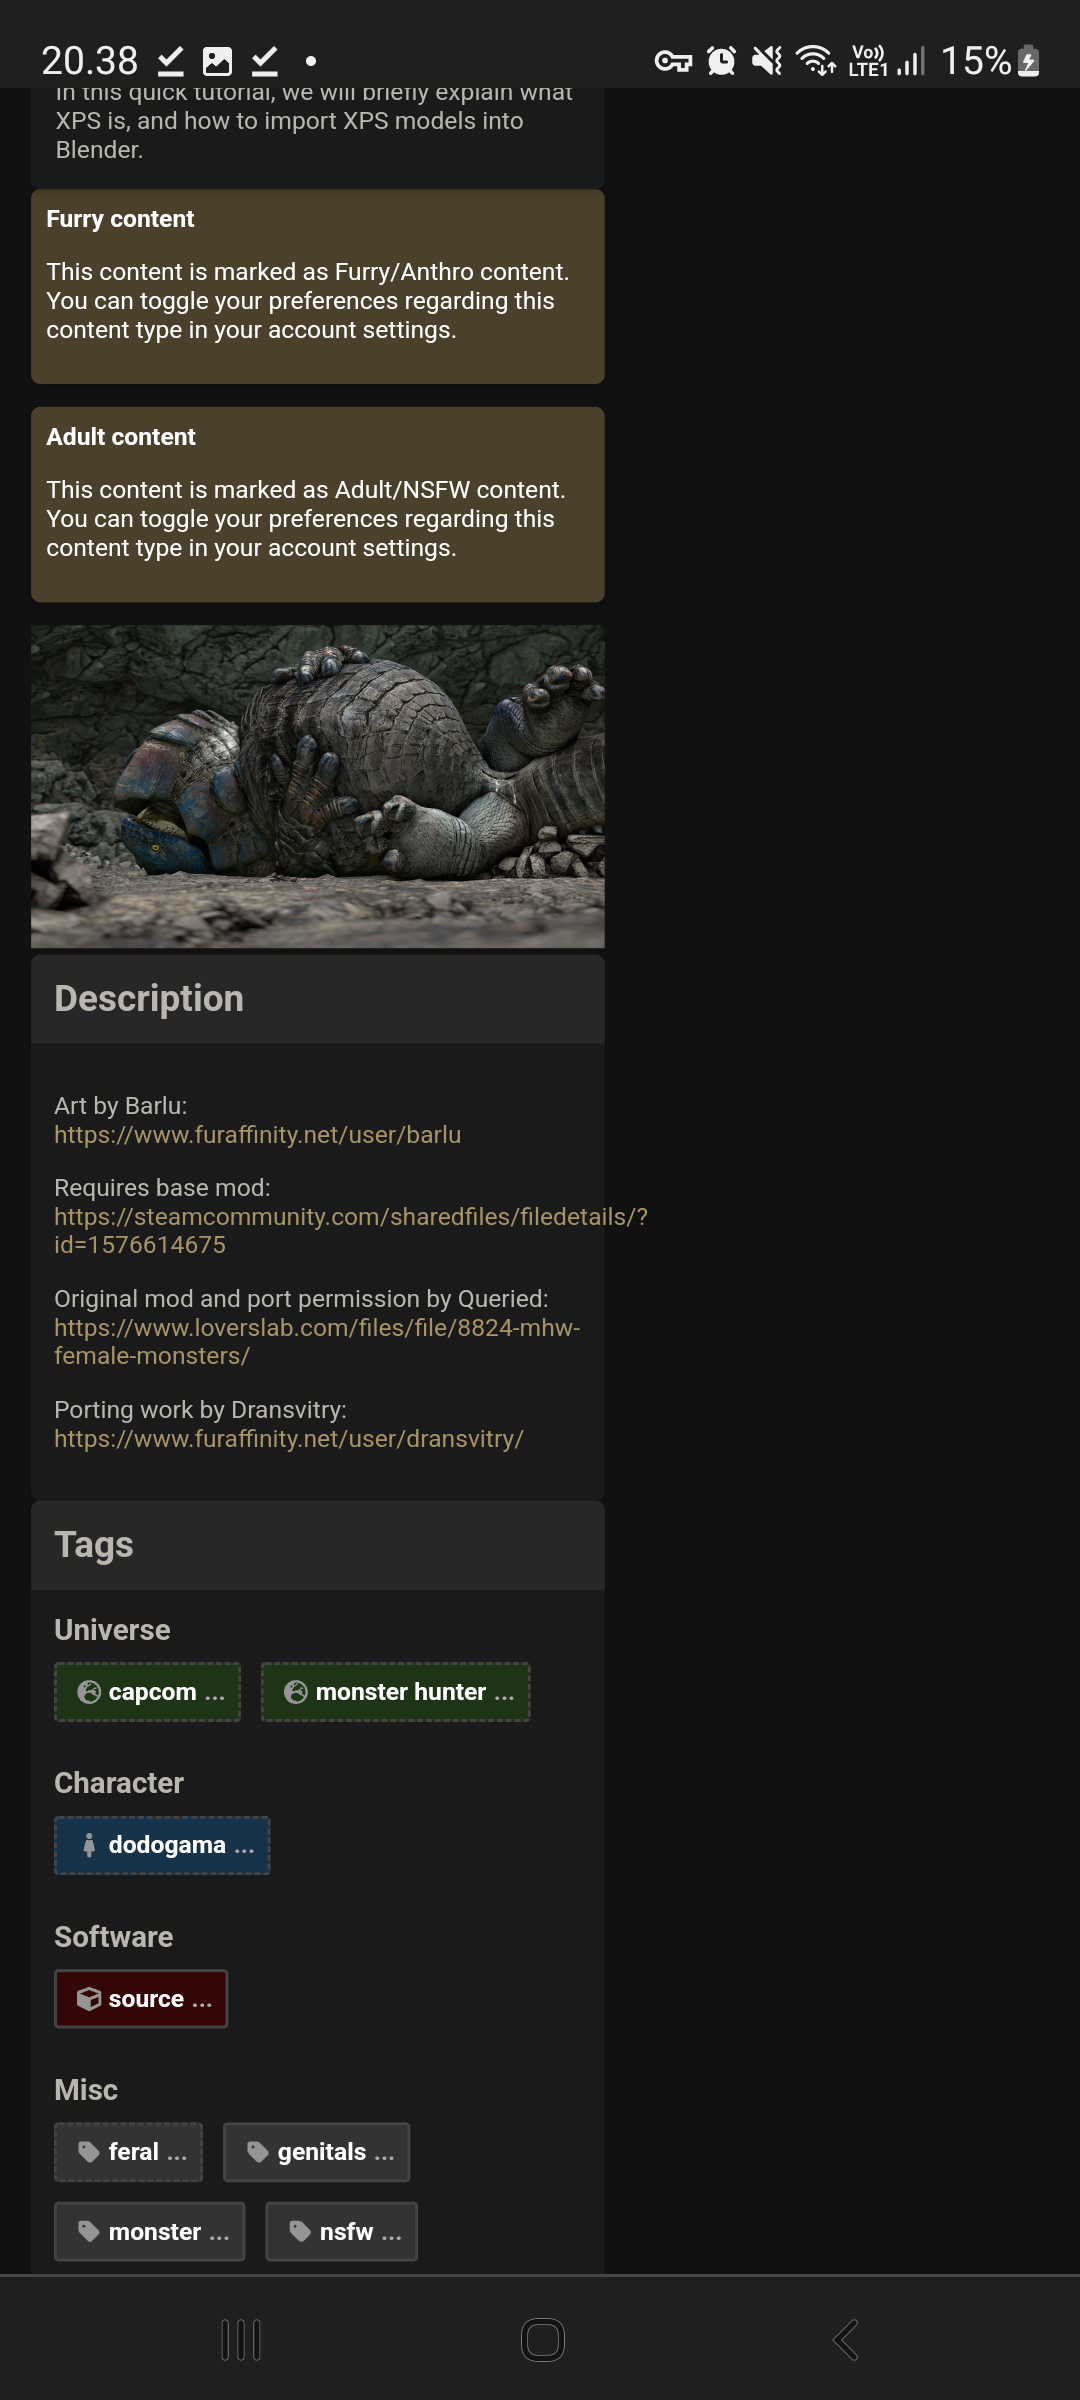 20.38
Vo))
LTE1
15%
In this quick tutorial, we will briefly explain what
XPS is, and how to import XPS models into
Blender.
Furry content
This content is marked as Furry/Anthro content.
You can toggle your preferences regarding this
content type in your account settings.
Adult content
This content is marked as Adult/NSFW content.
You can toggle your preferences regarding this
content type in your account settings.
Description
Art by Barlu:
https://www.furaffinity.net/user/barlu
Requires base mod:
https://steamcommunity.com/sharedfiles/filedetails/?
id=1576614675
Original mod and port permission by Queried:
https://www.loverslab.com/files/file/8824-mhw-
female-monsters/
Porting work by Dransvitry:
https://www.furaffinity.net/user/dransvitry/
Tags
Universe
capcom ... monster hunter ...
Character
dodogama ...
Software
source ...
Misc
feral ... genitals ...
monster ... nsfw ...